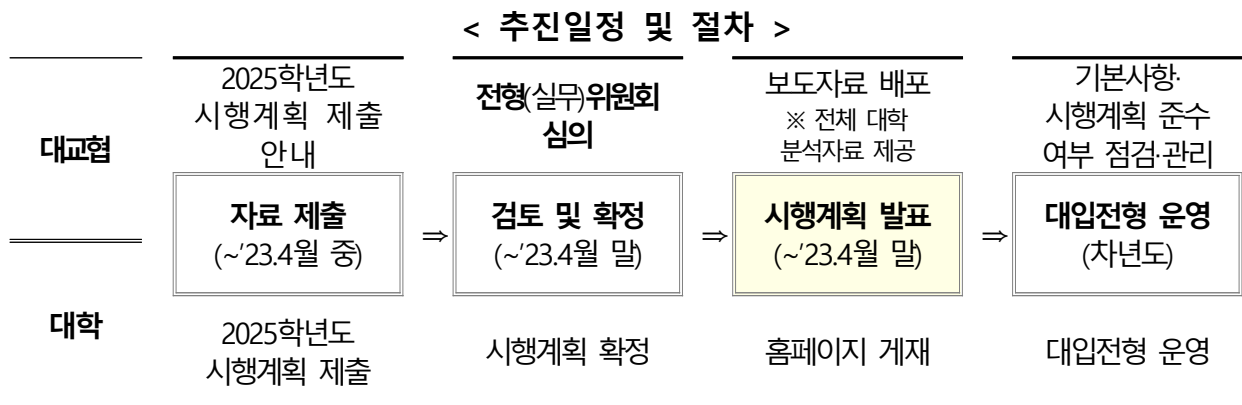 < 추진일정 및 절차 >
대교협
2025학년도
시행계획 제출
안내
전형(실무)위원회
심의
보도자료 배포
※ 전체 대학
분석자료 제공
기본사항·
시행계획 준수
여부 점검·관리
자료 제출
(~'23.4월 중)
⇒
검토 및 확정
(~'23.4월 말)
⇒
시행계획 발표
(~'23.4월 말)
⇒
대입전형 운영
(차년도)
대학
2025학년도
시행계획 제출
시행계획 확정
홈페이지 게재
대입전형 운영